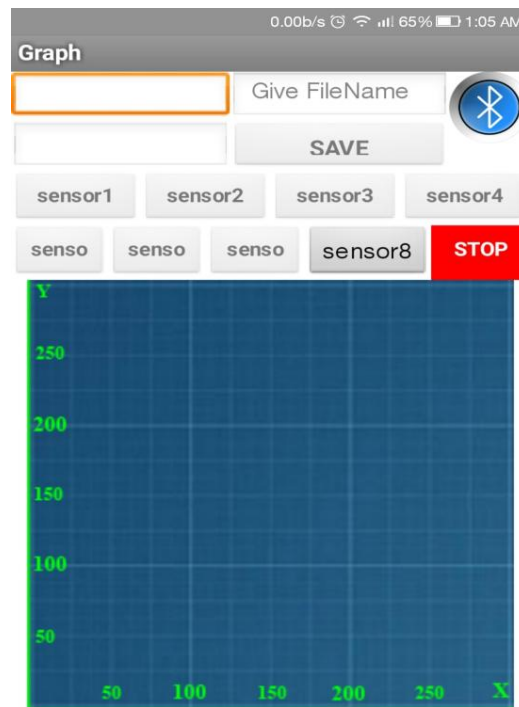 0.00b/s 65% 1:05 AM
Graph
Give FileName
SAVE
sensor1 sensor2 sensor3 sensor4
senso senso senso sensor8 STOP
Y
250
200
150
100
50
50 100 150 200 250 X